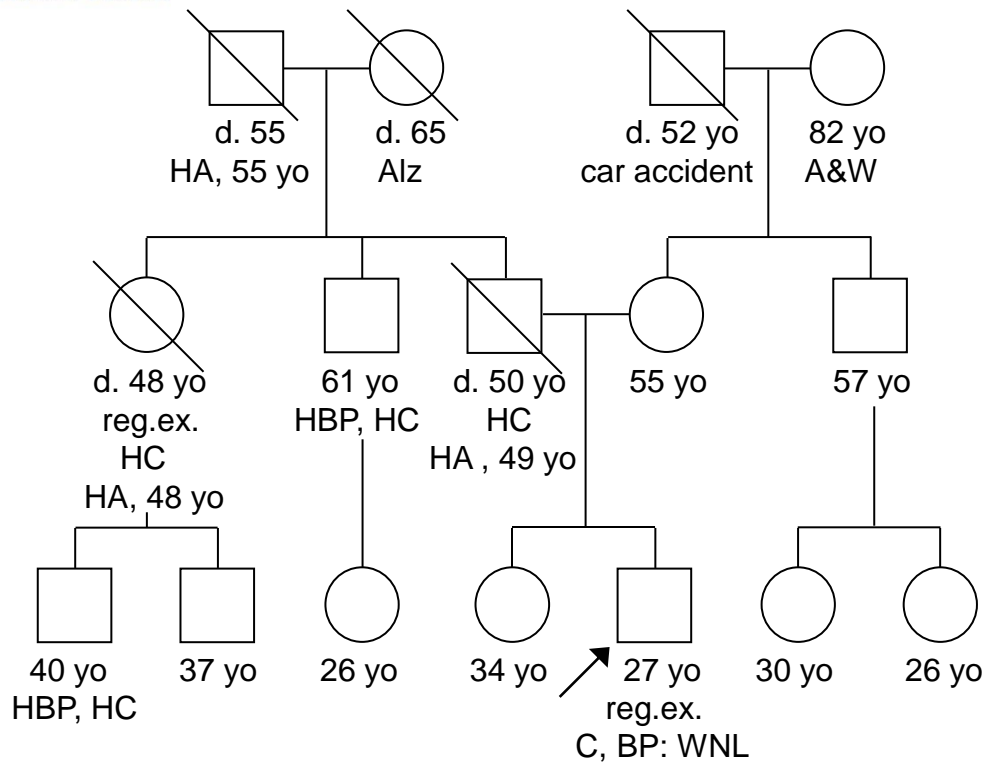 d. 55
HA, 55 yo
d. 65
Alz
d. 52 yo
car accident
82 yo
A&W
d. 48 yo
reg.ex.
HC
HA, 48 yo
61 yo
HBP, HC
d. 50 yo
HC
HA , 49 yo
55 yo
57 yo
40 yo
HBP, HC
37 yo
26 yo
34 yo
27 yo
reg.ex.
C, BP: WNL
30 yo
26 yo